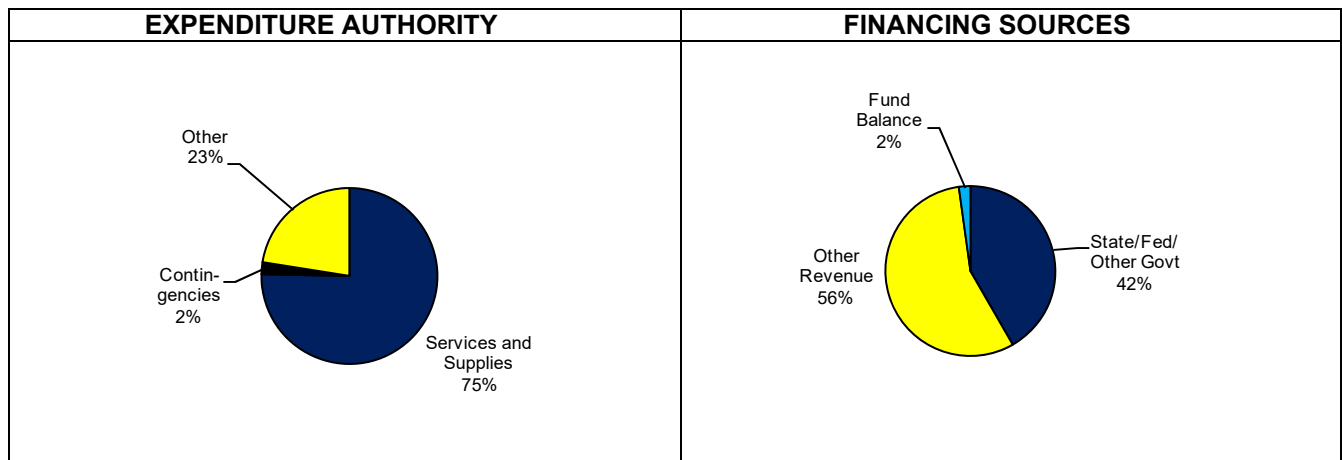 EXPENDITURE AUTHORITY
Other
23%
Contin-
gencies
2%
Services and
Supplies
75%
FINANCING SOURCES
Fund
Balance
2%
Other
Revenue
56%
State/Fed/
Other Govt
42%